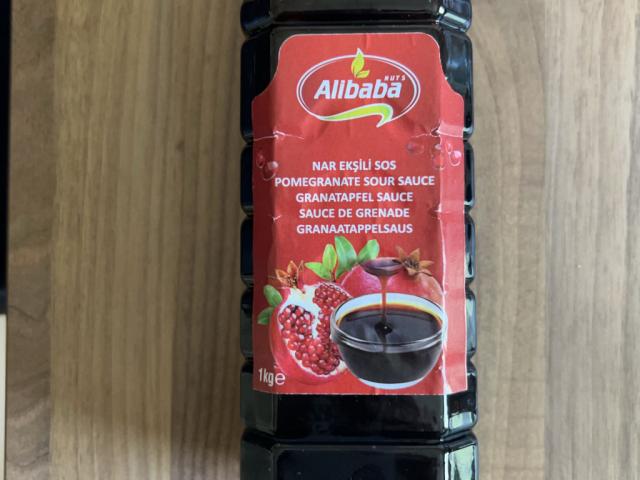 NUTS
Alibaba
NAR EKŞİLİ SOS
POMEGRANATE SOUR SAUCE
GRANATAPFEL SAUCE
SAUCE DE GRENADE
GRANAATAPPELSAUS
1kg℮